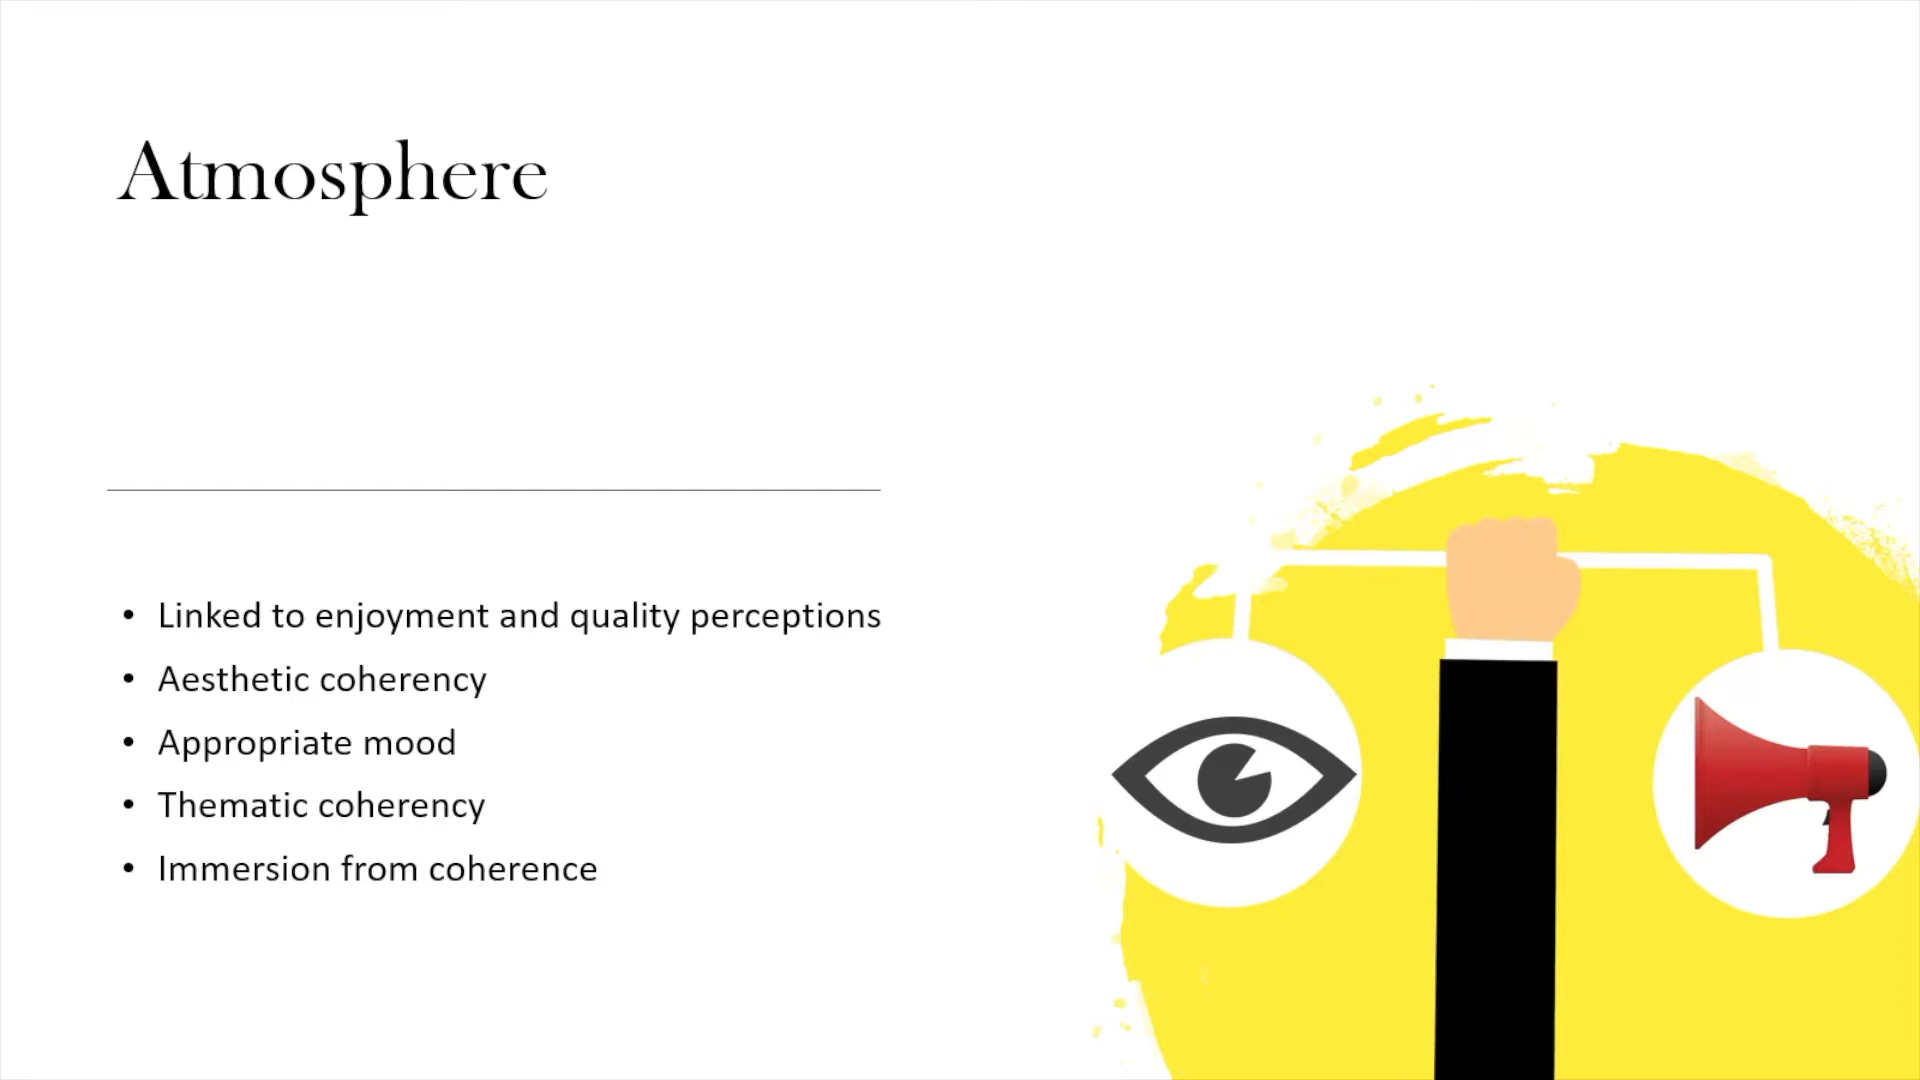 Atmosphere
• Linked to enjoyment and quality perceptions
• Aesthetic coherency
• Appropriate mood
• Thematic coherency
• Immersion from coherence